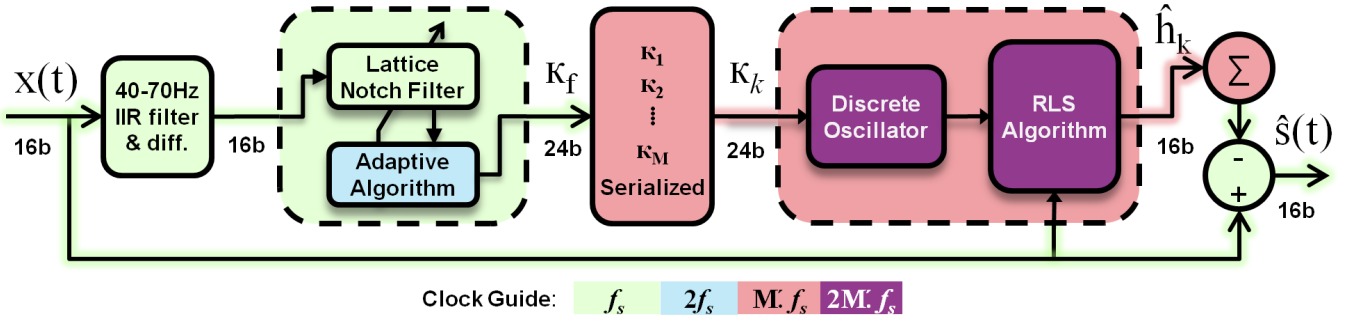 x(t)
16b
40-70Hz
IIR filter
& diff.
16b
Lattice
Notch Filter
Adaptive
Algorithm
κf
24b
κ1
κ2
⋮
κM
Serialized
κk
24b
Discrete
Oscillator
RLS
Algorithm
ĥk
16b
Σ
-
+
ŝ(t)
16b
Clock Guide:
fs
2fs
M′. fs
2M′. fs